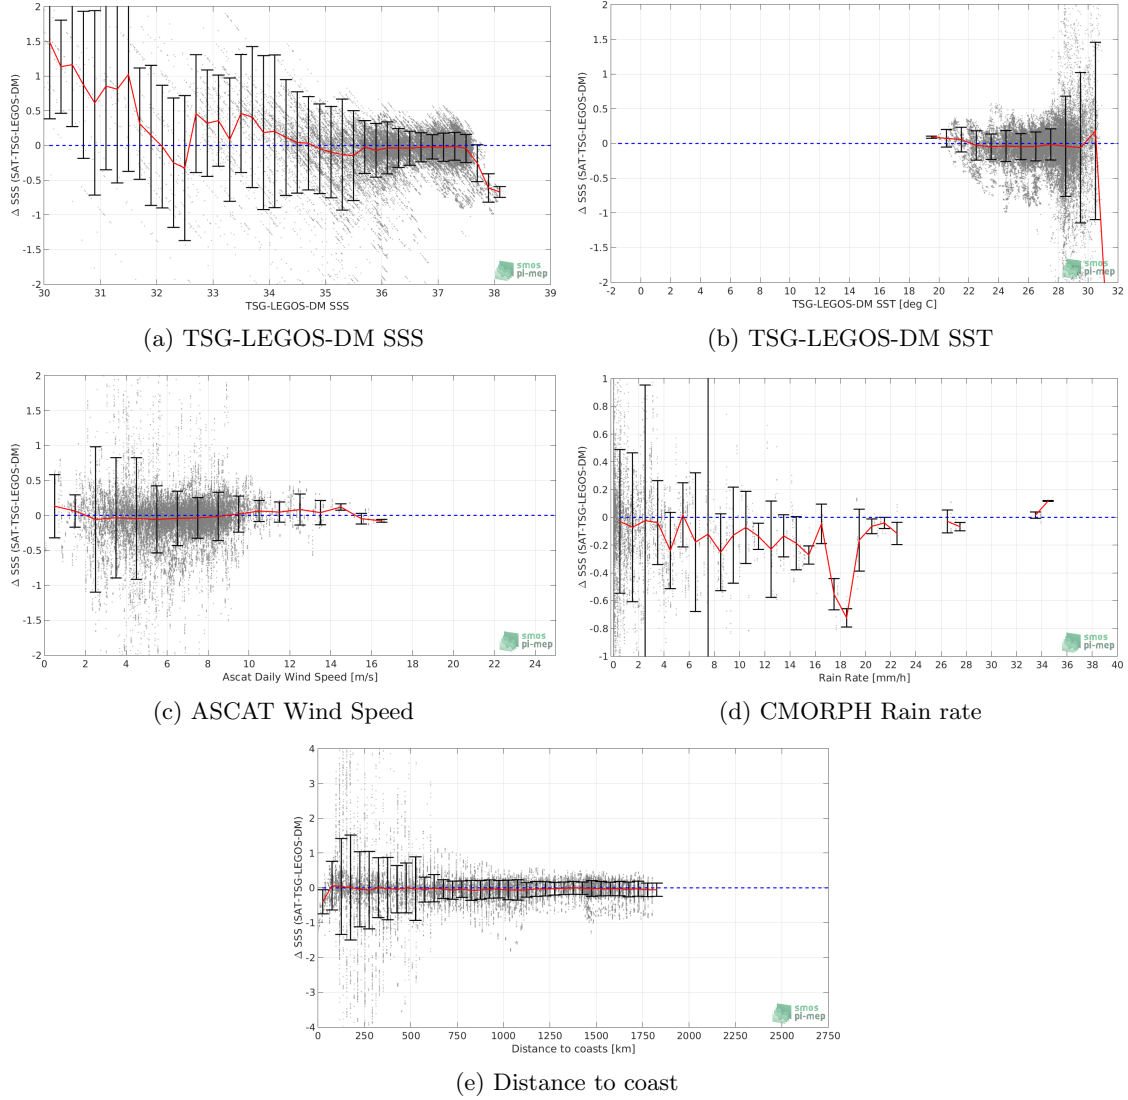 2
1.5
1
0.5
0
-0.5
-1
-1.5
-2
Δ SSS (SAT-TSG-LEGOS-DM)
30 31 32 33 34 35 36 37 38 39
TSG-LEGOS-DM SSS
smos
pi-mep
(a) TSG-LEGOS-DM SSS
2
1.5
1
0.5
0
-0.5
-1
-1.5
-2
Δ SSS (SAT-TSG-LEGOS-DM)
-2 0 2 4 6 8 10 12 14 16 18 20 22 24 26 28 30 32
TSG-LEGOS-DM SST [deg C]
smos
pi-mep
(b) TSG-LEGOS-DM SST
2
1.5
1
0.5
0
-0.5
-1
-1.5
-2
Δ SSS (SAT-TSG-LEGOS-DM)
0 2 4 6 8 10 12 14 16 18 20 22 24
Ascat Daily Wind Speed [m/s]
smos
pi-mep
(c) ASCAT Wind Speed
1
0.8
0.6
0.4
0.2
0
-0.2
-0.4
-0.6
-0.8
-1
Δ SSS (SAT-TSG-LEGOS-DM)
0 2 4 6 8 10 12 14 16 18 20 22 24 26 28 30 32 34 36 38 40
Rain Rate [mm/h]
smos
pi-mep
(d) CMORPH Rain rate
4
3
2
1
0
-1
-2
-3
-4
Δ SSS (SAT-TSG-LEGOS-DM)
0 250 500 750 1000 1250 1500 1750 2000 2250 2500 2750
Distance to coasts [km]
smos
pi-mep
(e) Distance to coast